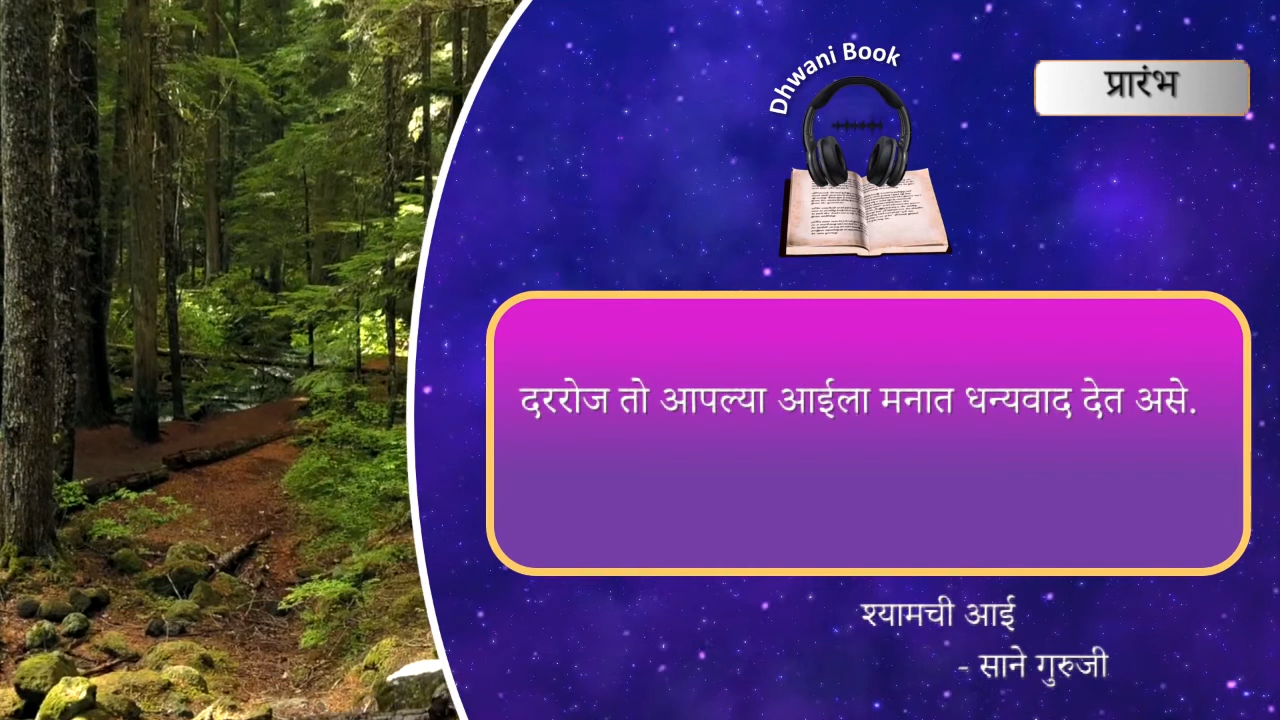 Dhwani Book
प्रारंभ
दररोज तो आपल्या आईला मनात धन्यवाद देत असे.
श्यामची आई
- साने गुरुजी